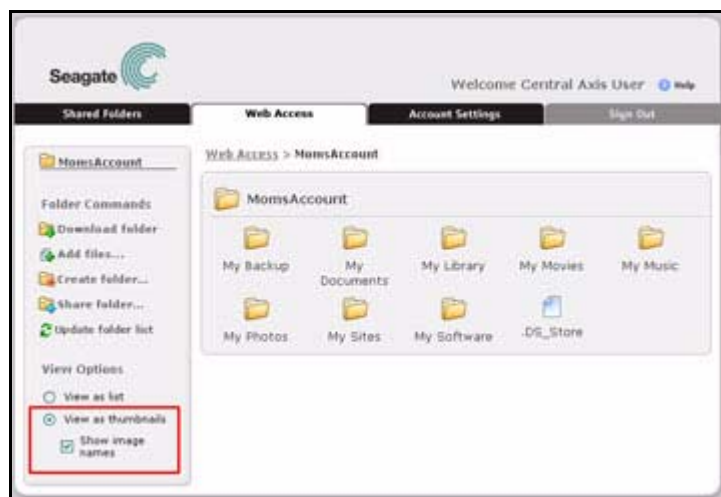 Seagate
Welcome Central Axis User Help
Shared Folders Web Access Account Settings Sign Out
MomsAccount
Folder Commands
Download folder
Add files...
Create folder...
Share folder...
Update folder list
View Options
View as list
View as thumbnails
Show image
names
Web Access > MomsAccount
MomsAccount
My Backup My Documents My Library My Movies My Music
My Photos My Sites My Software .DS_Store